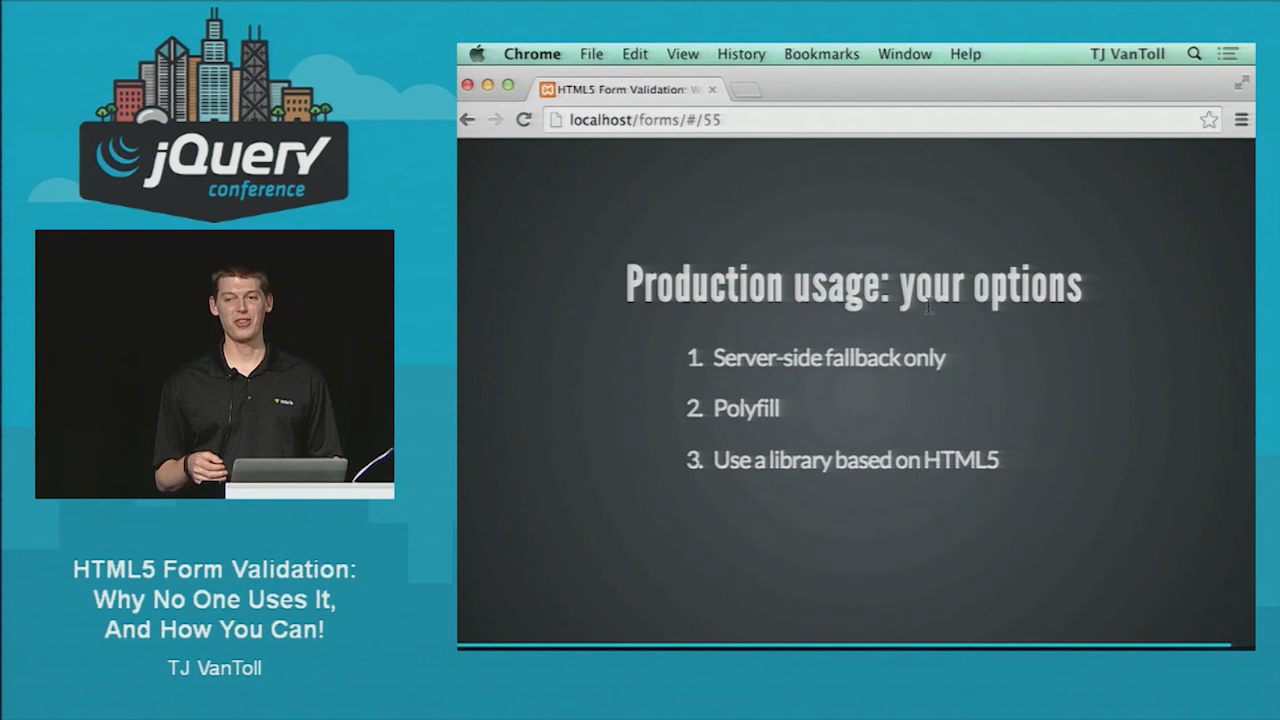 jQuery
conference
HTML5 Form Validation:
Why No One Uses It,
And How You Can!
TJ VanToll
Chrome File Edit View History Bookmarks Window Help TJ VanToll
HTML5 Form Validation: W
localhost/forms/#/55
Production usage: your options
1. Server-side fallback only
2. Polyfill
3. Use a library based on HTML5